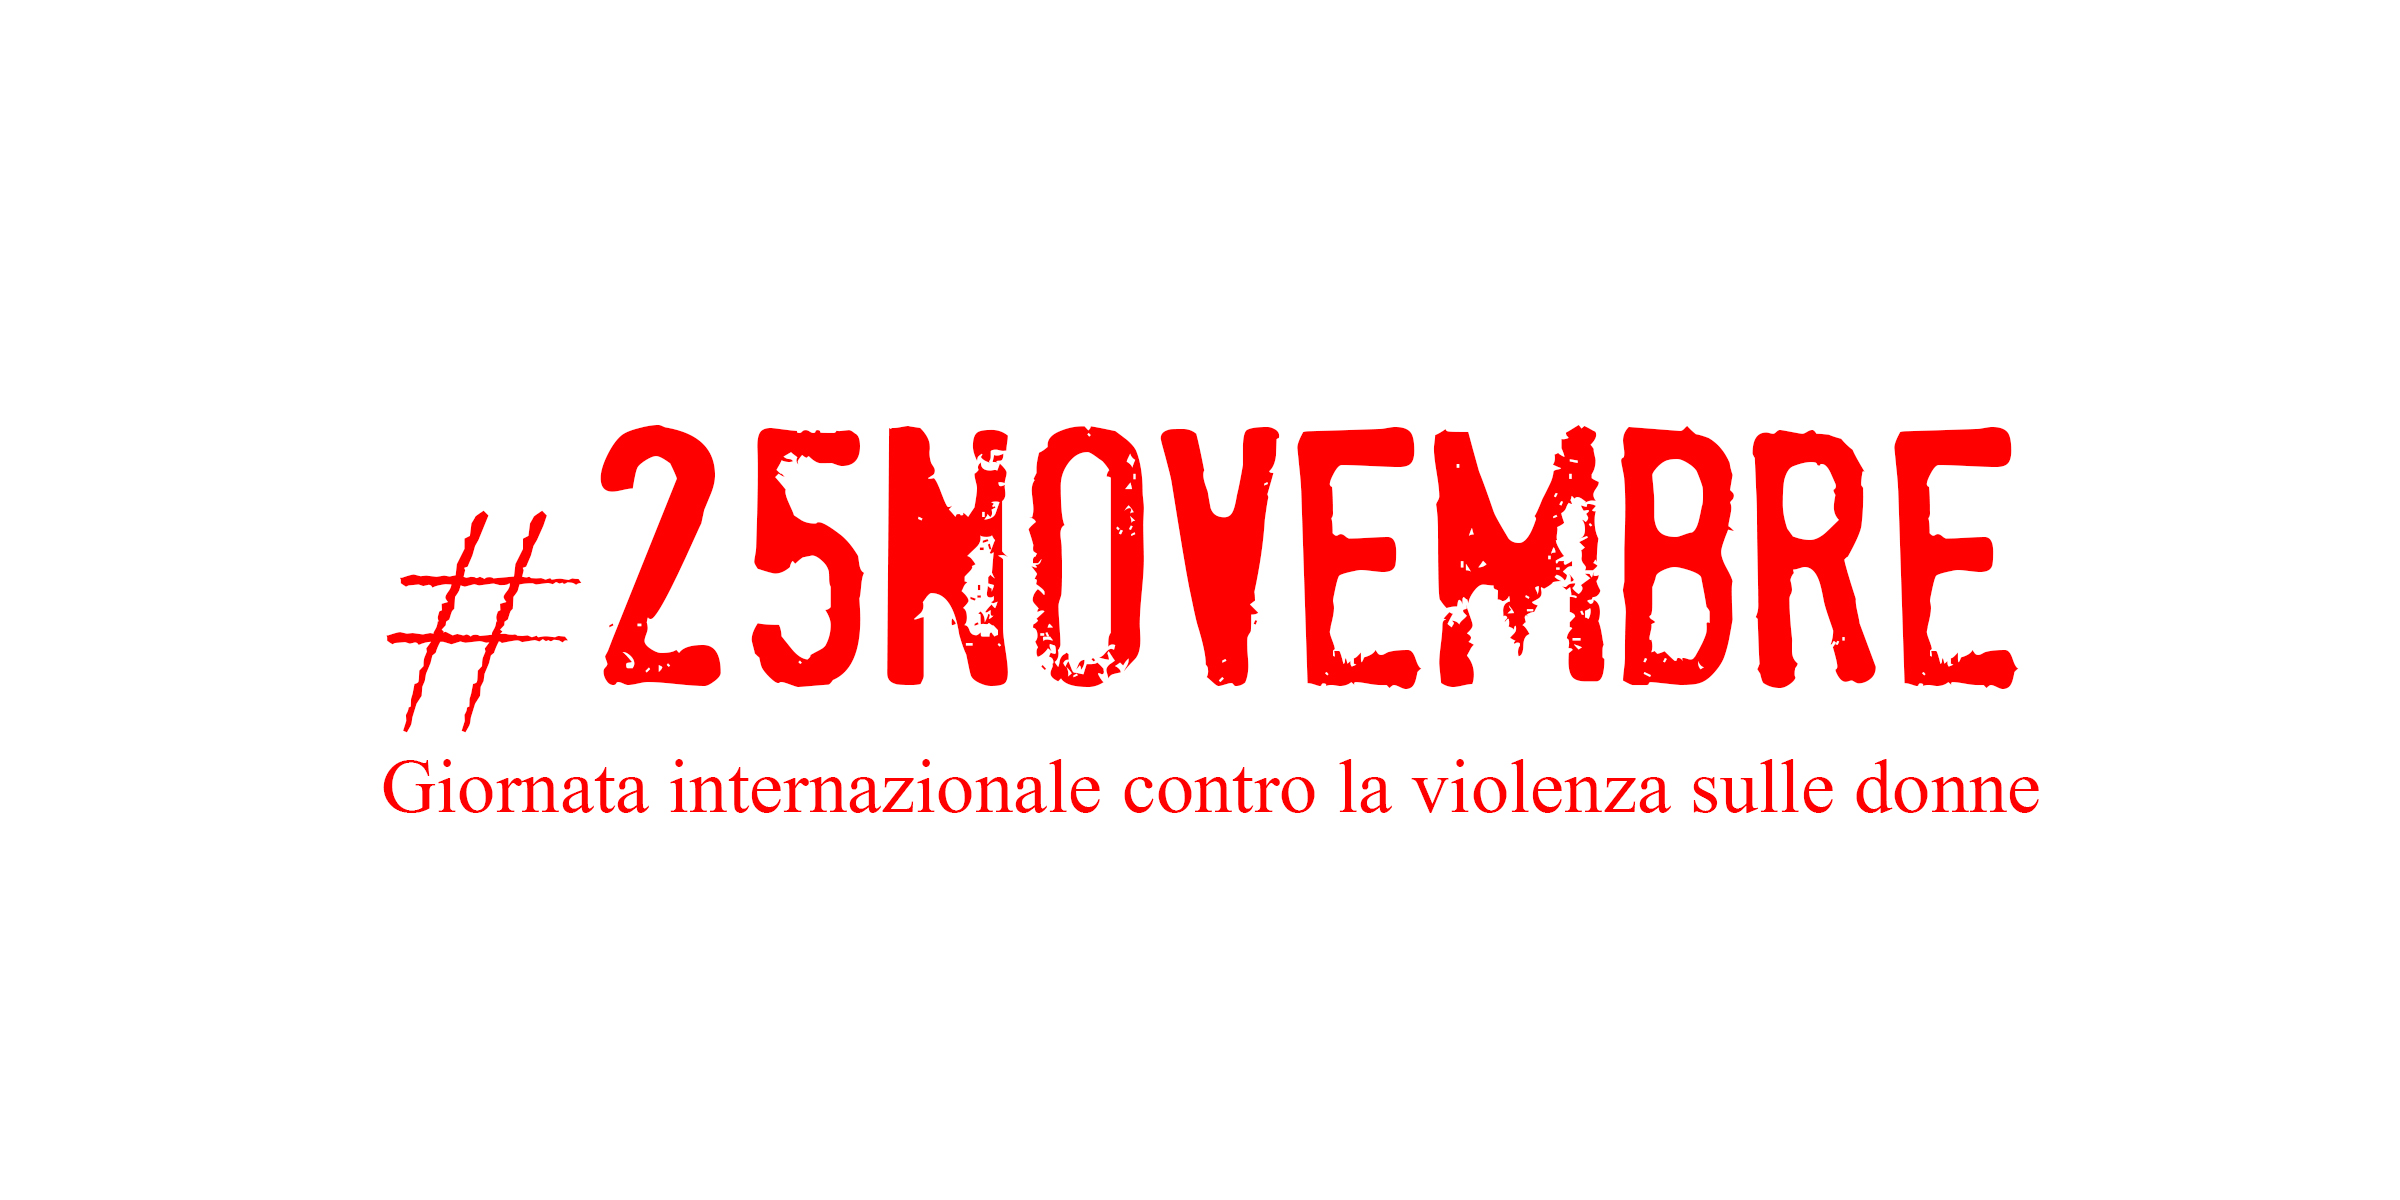 #25NOVEMBRE
Giornata internazionale contro la violenza sulle donne